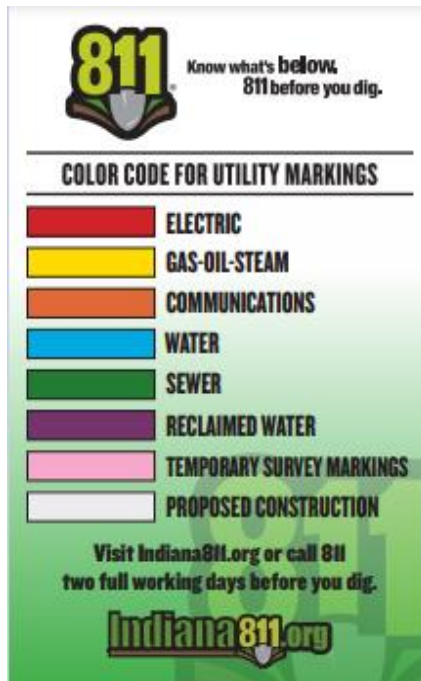 811
Know what's below.
811 before you dig.
COLOR CODE FOR UTILITY MARKINGS
ELECTRIC
GAS-OIL-STEAM
COMMUNICATIONS
WATER
SEWER
RECLAIMED WATER
TEMPORARY SURVEY MARKINGS
PROPOSED CONSTRUCTION
811
Visit Indiana811.org or call 811
two full working days before you dig.
Indiana811.org